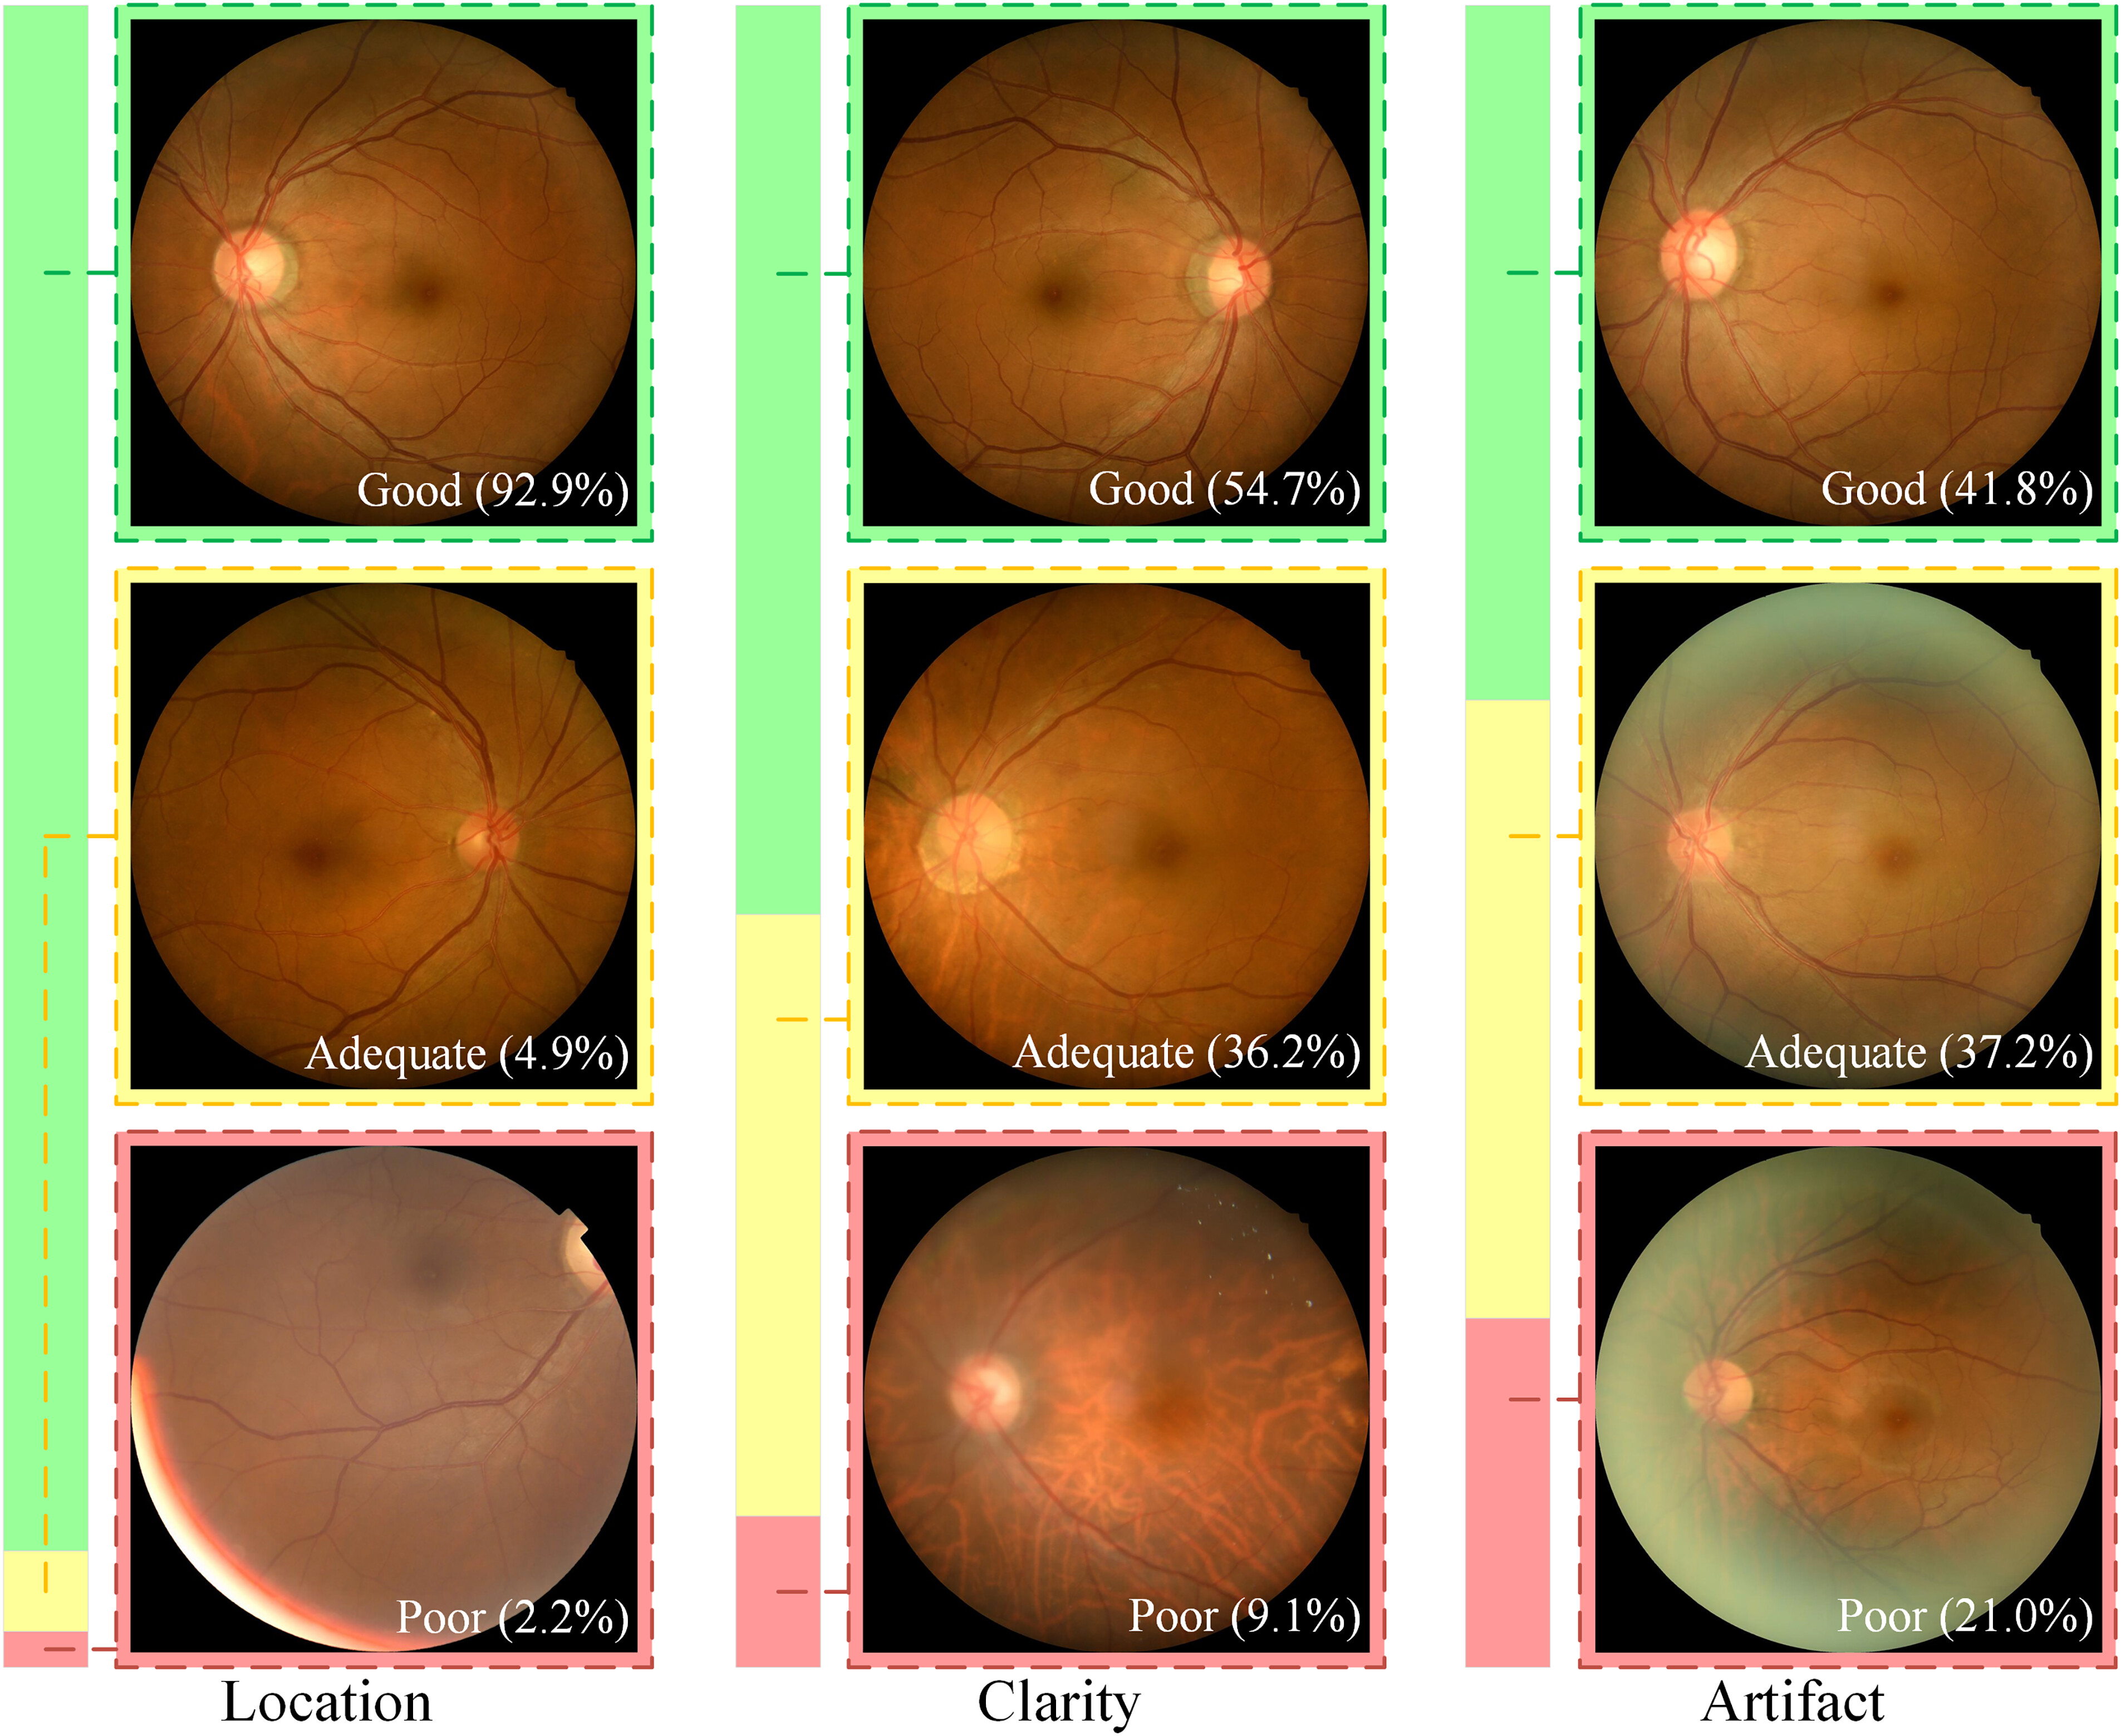 Good (92.9%)
Good (54.7%)
Good (41.8%)
Adequate (4.9%)
Adequate (36.2%)
Adequate (37.2%)
Poor (2.2%)
Poor (9.1%)
Poor (21.0%)
Location
Clarity
Artifact